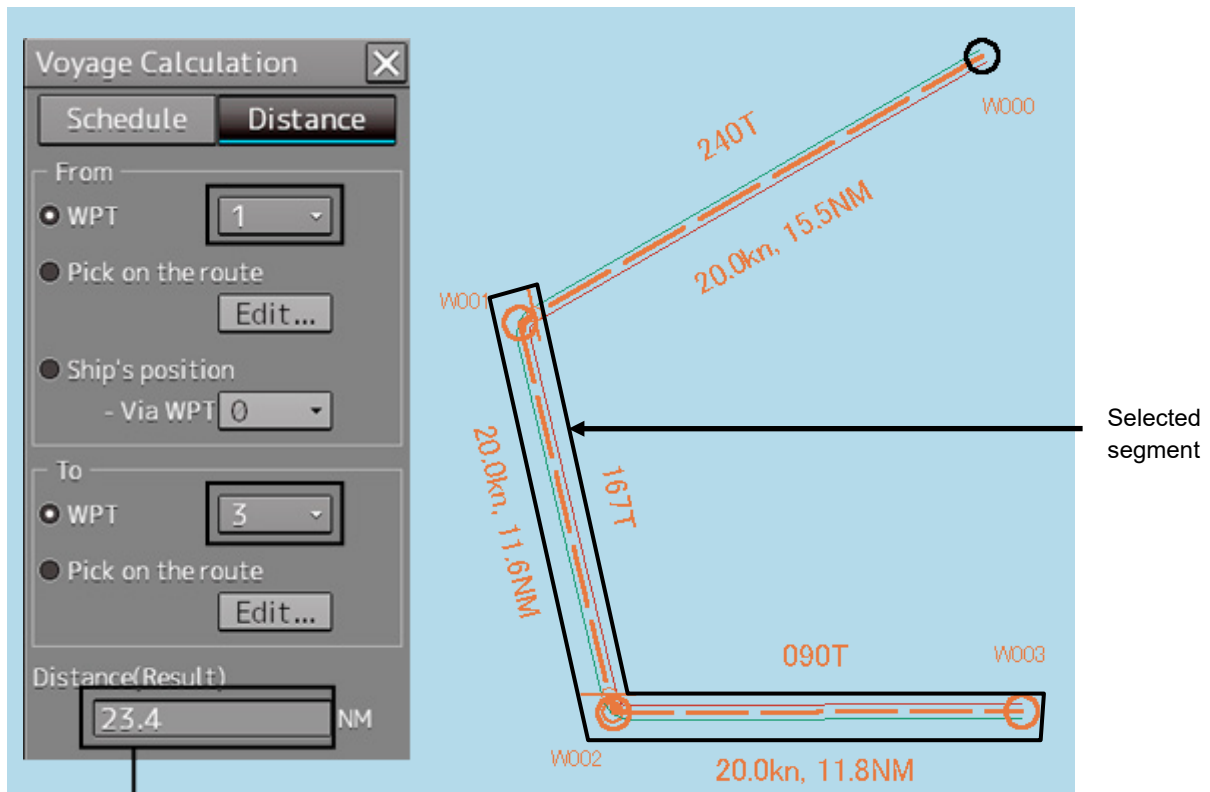 Voyage Calculation
Schedule Distance
From
WPT 1
Pick on the route
Edit...
Ship's position
- Via WPT 0
To
WPT 3
Pick on the route
Edit...
Distance(Result)
23.4 NM
W000
240T
20.0kn, 15.5NM
W001
167T
20.0kn, 11.6NM
Selected
segment
090T
W003
W002
20.0kn, 11.8NM